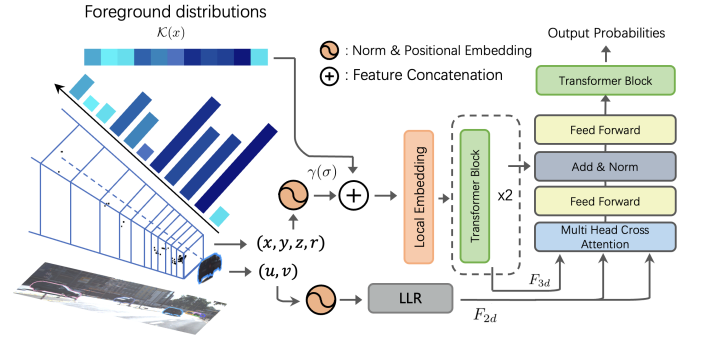 Foreground distributions
K(x)
: Norm & Positional Embedding
: Feature Concatenation
Output Probabilities
Transformer Block
Feed Forward
Add & Norm
Feed Forward
Multi Head Cross
Attention
γ(σ)
Local Embedding
Transformer Block
x2
(x, y, z, r)
(u, v)
LLR
F3d
F2d